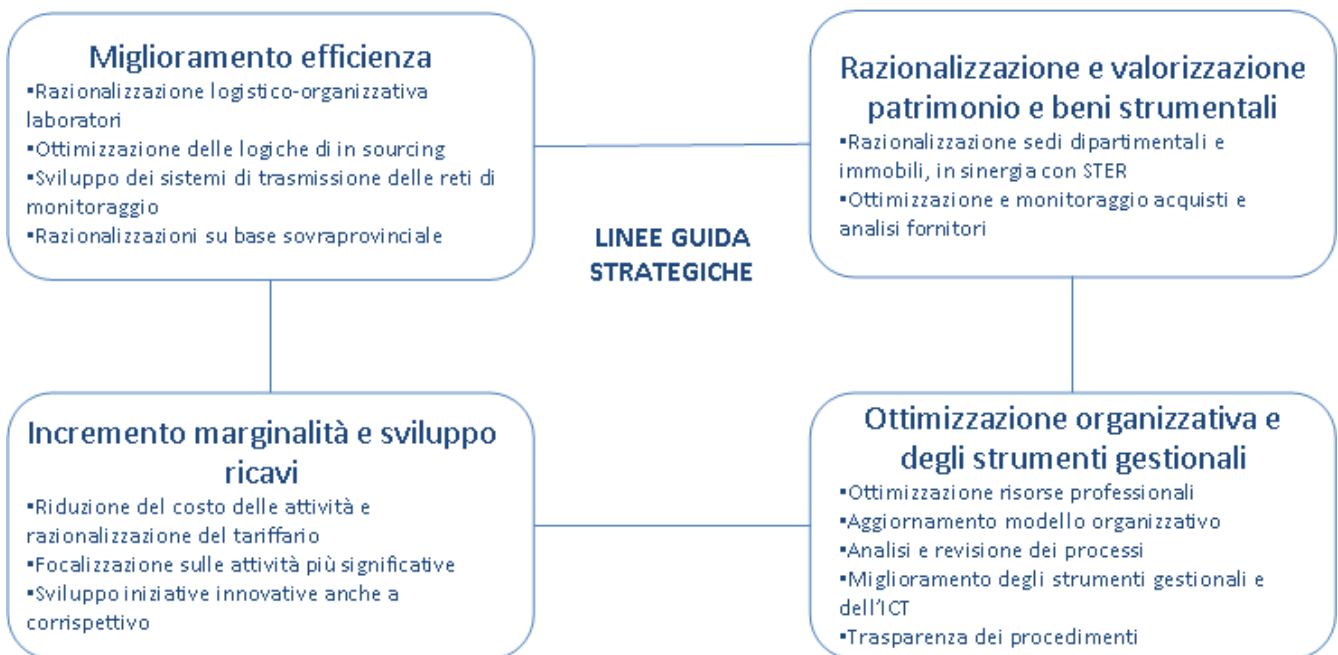 Miglioramento efficienza
▪Razionalizzazione logistico-organizzativa
laboratori
▪Ottimizzazione delle logiche di in sourcing
▪Sviluppo dei sistemi di trasmissione delle reti di
monitoraggio
▪Razionalizzazioni su base sovraprovinciale
Razionalizzazione e valorizzazione
patrimonio e beni strumentali
▪Razionalizzazione sedi dipartimentali e
immobili, in sinergia con STER
▪Ottimizzazione e monitoraggio acquisti e
analisi fornitori
LINEE GUIDA
STRATEGICHE
Incremento marginalità e sviluppo
ricavi
▪Riduzione del costo delle attività e
razionalizzazione del tariffario
▪Focalizzazione sulle attività più significative
▪Sviluppo iniziative innovative anche a
corrispettivo
Ottimizzazione organizzativa e
degli strumenti gestionali
▪Ottimizzazione risorse professionali
▪Aggiornamento modello organizzativo
▪Analisi e revisione dei processi
▪Miglioramento degli strumenti gestionali e
dell'ICT
▪Trasparenza dei procedimenti